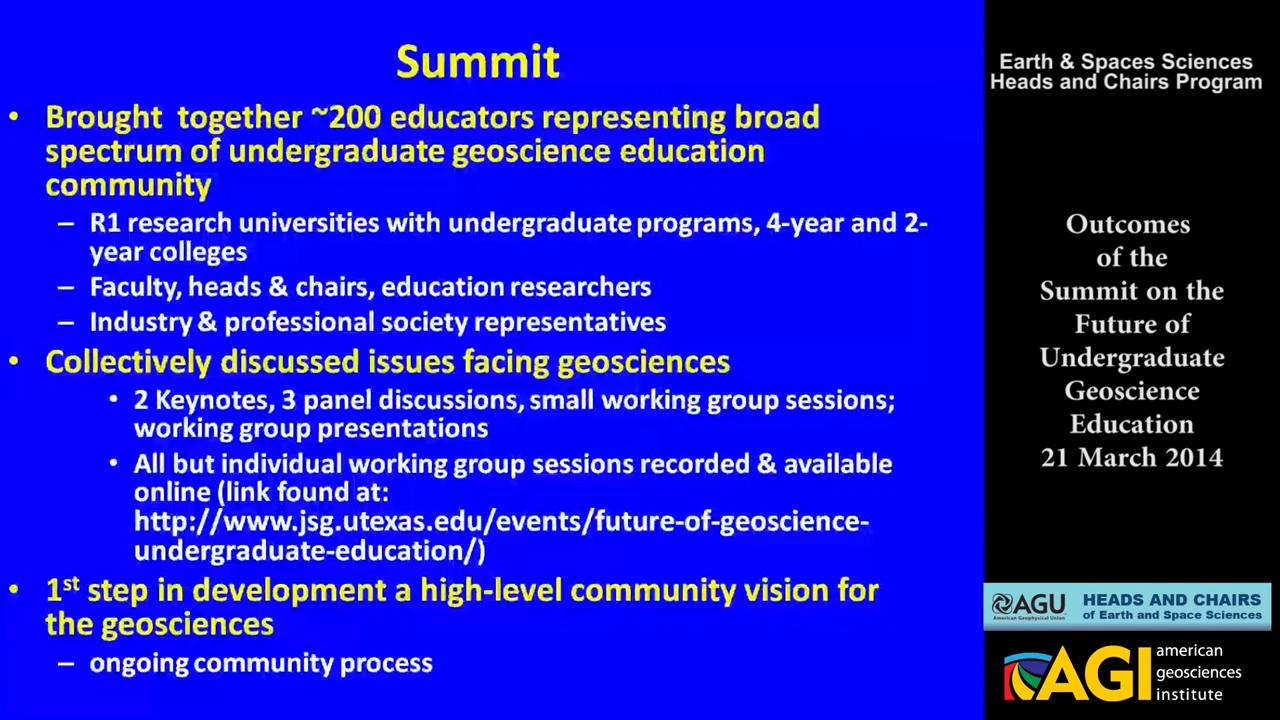 Summit
• Brought together ~200 educators representing broad
spectrum of undergraduate geoscience education
community
– R1 research universities with undergraduate programs, 4-year and 2-
year colleges
– Faculty, heads & chairs, education researchers
– Industry & professional society representatives
• Collectively discussed issues facing geosciences
• 2 Keynotes, 3 panel discussions, small working group sessions;
working group presentations
• All but individual working group sessions recorded & available
online (link found at:
http://www.jsg.utexas.edu/events/future-of-geoscience-
undergraduate-education/)
• 1st step in development a high-level community vision for
the geosciences
– ongoing community process
Earth & Spaces Sciences
Heads and Chairs Program
Outcomes
of the
Summit on the
Future of
Undergraduate
Geoscience
Education
21 March 2014
AGU
American Geophysical Union
HEADS AND CHAIRS
of Earth and Space Sciences
AGI
american
geosciences
institute